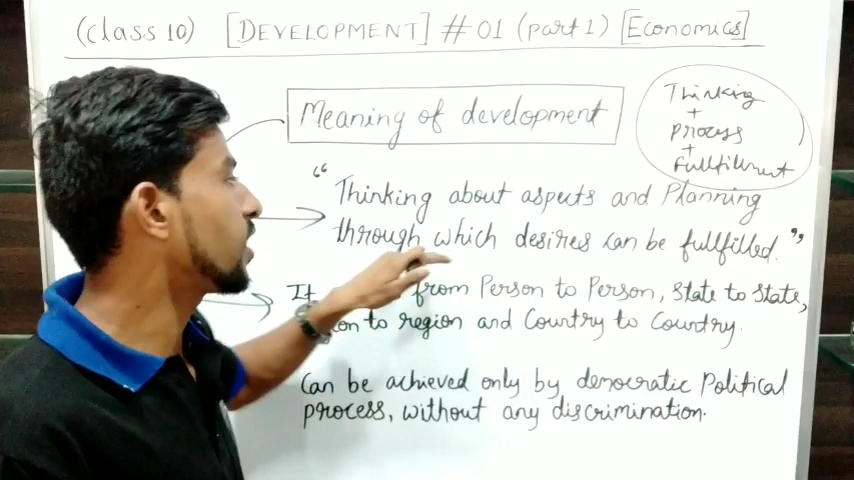 (class 10) [DEVELOPMENT] # 01 (part 1) [Economics]
Meaning of development
Thinking
+
process
+
fullfillment
"Thinking about aspects and Planning
through which desires can be fullfilled."
It from Person to Person, State to State,
on to region and Country to Country.
Can be achieved only by democratic Political
process, without any discrimination.